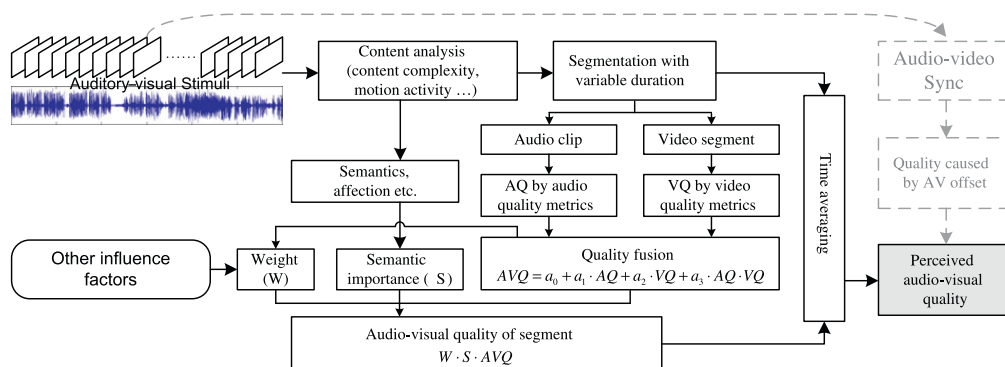 Auditory-visual Stimuli
Content analysis
(content complexity,
motion activity ...)
Segmentation with
variable duration
Audio clip
Video segment
Semantics,
affection etc.
AQ by audio
quality metrics
VQ by video
quality metrics
Other influence
factors
Weight
(W)
Semantic
importance ( S)
Quality fusion
AVQ = a₀ + a₁ · AQ + a₂ · VQ + a₃ · AQ · VQ
Audio-visual quality of segment
W · S · AVQ
Time averaging
Audio-video
Sync
Quality caused
by AV offset
Perceived
audio-visual
quality